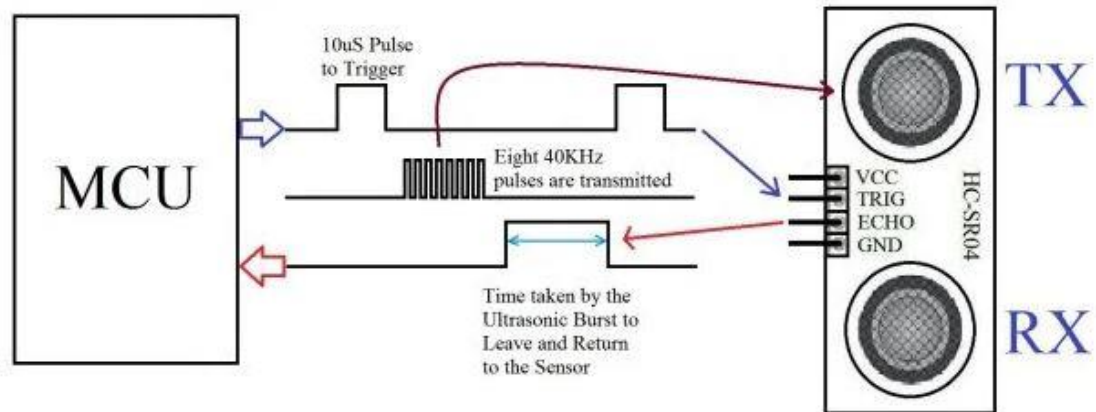 10uS Pulse
to Trigger
TX
MCU
Eight 40KHz
pulses are transmitted
VCC
TRIG
ECHO
GND
HC-SR04
Time taken by the
Ultrasonic Burst to
Leave and Return
to the Sensor
RX